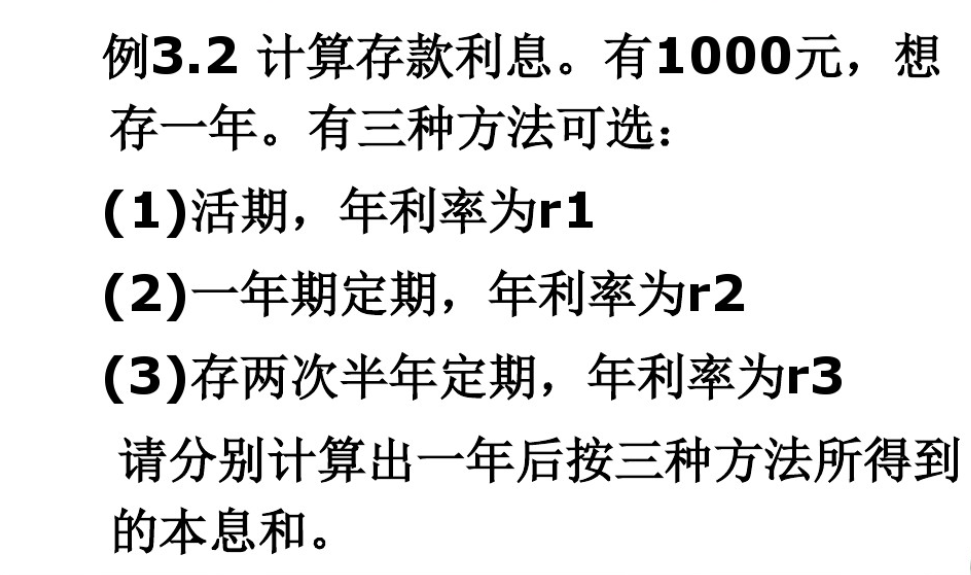 例3.2 计算存款利息。有1000元，想
存一年。有三种方法可选：
(1)活期，年利率为r1
(2)一年期定期，年利率为r2
(3)存两次半年定期，年利率为r3
请分别计算出一年后按三种方法所得到
的本息和。